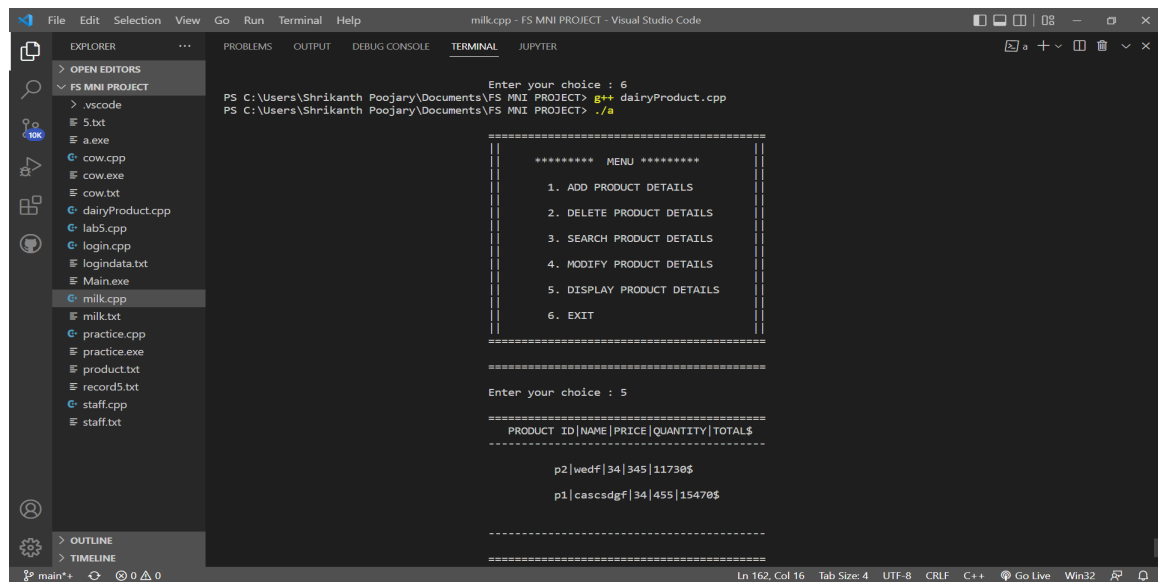 File Edit Selection View Go Run Terminal Help milk.cpp - FS MNI PROJECT - Visual Studio Code
EXPLORER ...
PROBLEMS OUTPUT DEBUG CONSOLE TERMINAL JUPYTER
a
> OPEN EDITORS
FS MNI PROJECT
> .vscode
5.txt
a.exe
cow.cpp
cow.exe
cow.txt
dairyProduct.cpp
lab5.cpp
login.cpp
logindata.txt
Main.exe
milk.cpp
milk.txt
practice.cpp
practice.exe
product.txt
record5.txt
staff.cpp
staff.txt
> OUTLINE
> TIMELINE
10K
Enter your choice : 6
PS C:\Users\Shrikanth Poojary\Documents\FS MNI PROJECT> g++ dairyProduct.cpp
PS C:\Users\Shrikanth Poojary\Documents\FS MNI PROJECT> ./a
==========================================
********* MENU *********
1. ADD PRODUCT DETAILS
2. DELETE PRODUCT DETAILS
3. SEARCH PRODUCT DETAILS
4. MODIFY PRODUCT DETAILS
5. DISPLAY PRODUCT DETAILS
6. EXIT
==========================================
==========================================
Enter your choice : 5
==========================================
PRODUCT ID|NAME|PRICE|QUANTITY|TOTAL$
------------------------------------------
p2|wedf|34|345|11730$
p1|cascsdgf|34|455|15470$
------------------------------------------
==========================================
main*+ 0 0 Ln 162, Col 16 Tab Size: 4 UTF-8 CRLF C++ Go Live Win32